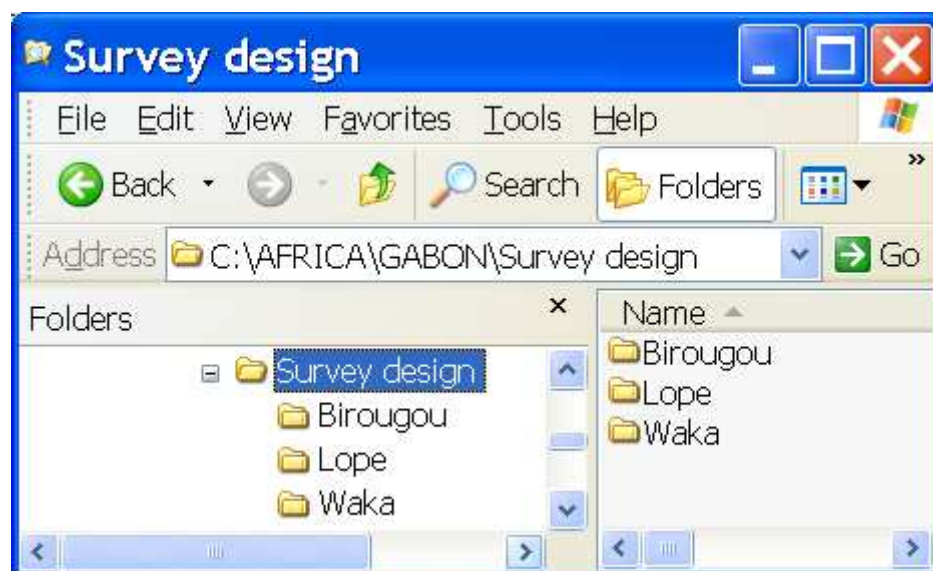 Survey design
File Edit View Favorites Tools Help
Back Search Folders »
Address C:\AFRICA\GABON\Survey design Go
Folders × Name
Survey design
Birougou
Lope
Waka
Birougou
Lope
Waka